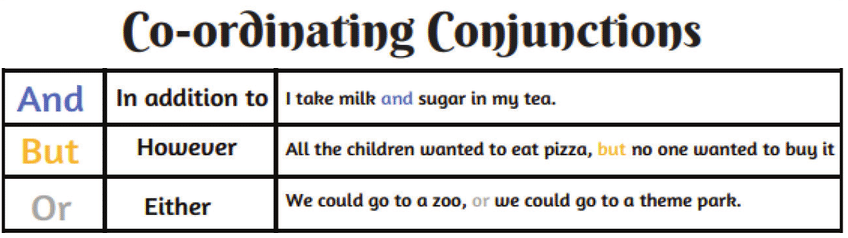 Co-ordinating Conjunctions
And In addition to I take milk and sugar in my tea.
But However All the children wanted to eat pizza, but no one wanted to buy it
Or Either We could go to a zoo, or we could go to a theme park.